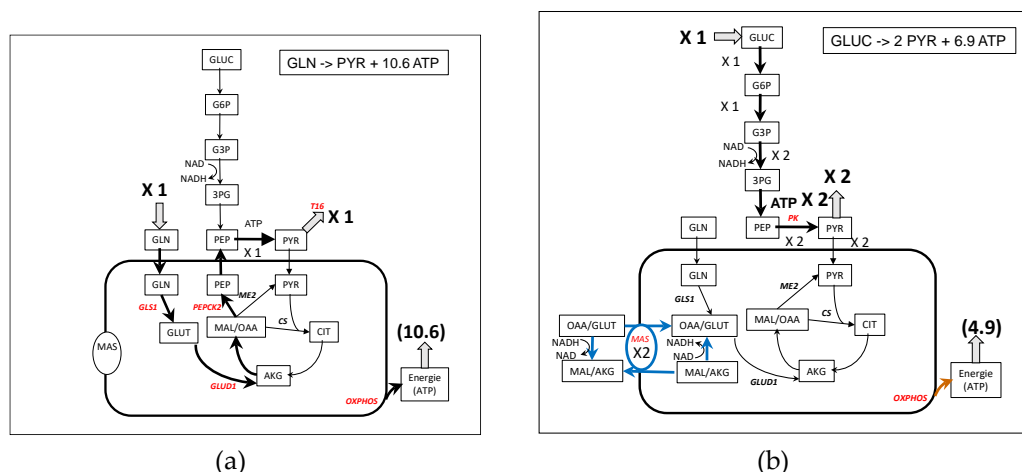 GLN -> PYR + 10.6 ATP
GLUC
G6P
G3P
NAD
NADH
3PG
X 1
T16
X 1
ATP
GLN
PEP
PYR
X 1
GLN
PEP
PYR
ME2
GLS1
PEPCK2
GLUT
MAL/OAA
CS
CIT
MAS
(10.6)
AKG
GLUD1
Energie
(ATP)
OXPHOS
(a)
X 1
GLUC
GLUC -> 2 PYR + 6.9 ATP
X 1
G6P
X 1
G3P
NAD
X 2
NADH
3PG
X 2
ATP
X 2
GLN
PEP
PK
PYR
X 2
X 2
GLN
PYR
ME2
GLS1
OAA/GLUT
OAA/GLUT
MAL/OAA
CS
CIT
NADH
NAD
MAS
X2
NADH
NAD
MAL/AKG
MAL/AKG
AKG
GLUD1
(4.9)
Energie
(ATP)
OXPHOS
(b)